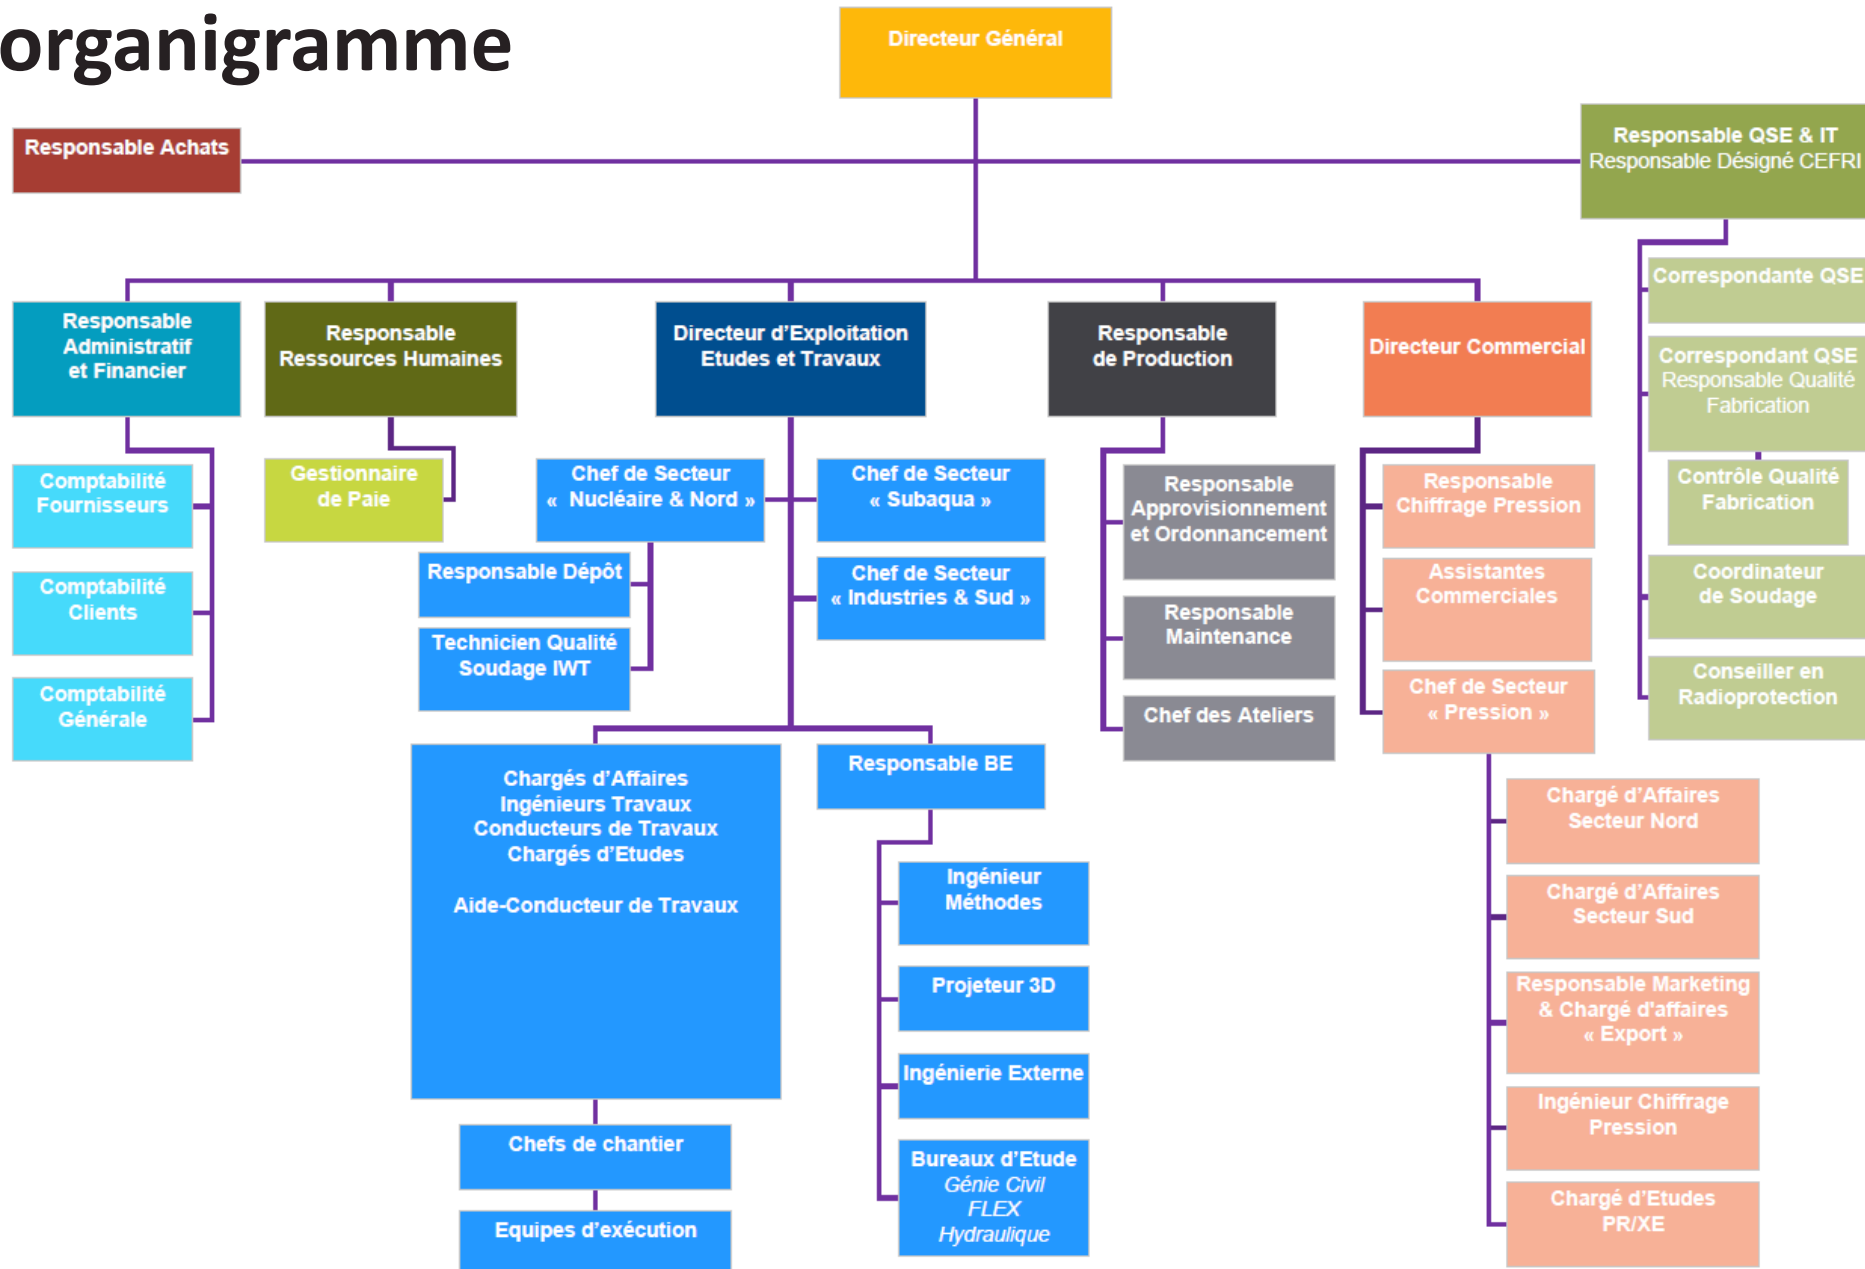 organigramme
Directeur Général
Responsable Achats
Responsable QSE & IT
Responsable Désigné CEFRI
Responsable
Administratif
et Financier
Comptabilité
Fournisseurs
Comptabilité
Clients
Comptabilité
Générale
Responsable
Ressources Humaines
Gestionnaire
de Paie
Directeur d’Exploitation
Etudes et Travaux
Chef de Secteur
« Nucléaire & Nord »
Responsable Dépôt
Technicien Qualité
Soudage IWT
Chef de Secteur
« Subaqua »
Chef de Secteur
« Industries & Sud »
Chargés d’Affaires
Ingénieurs Travaux
Conducteurs de Travaux
Chargés d’Etudes
Aide-Conducteur de Travaux
Chefs de chantier
Equipes d’exécution
Responsable BE
Ingénieur
Méthodes
Projeteur 3D
Ingénierie Externe
Bureaux d’Etude
Génie Civil
FLEX
Hydraulique
Responsable
de Production
Responsable
Approvisionnement
et Ordonnancement
Responsable
Maintenance
Chef des Ateliers
Directeur Commercial
Responsable
Chiffrage Pression
Assistantes
Commerciales
Chef de Secteur
« Pression »
Chargé d’Affaires
Secteur Nord
Chargé d’Affaires
Secteur Sud
Responsable Marketing
& Chargé d'affaires
« Export »
Ingénieur Chiffrage
Pression
Chargé d’Etudes
PR/XE
Correspondante QSE
Correspondant QSE
Responsable Qualité
Fabrication
Contrôle Qualité
Fabrication
Coordinateur
de Soudage
Conseiller en
Radioprotection